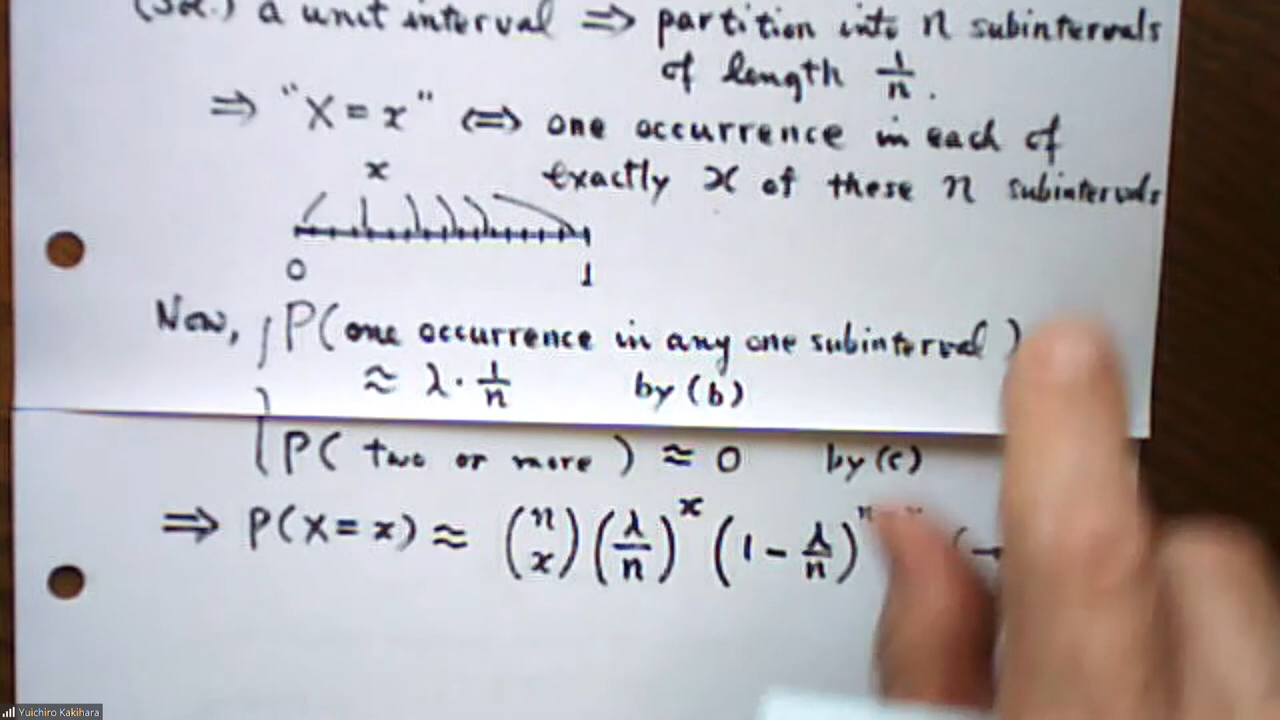 (Sol.) a unit interval ⇒ partition into n subintervals
of length 1/n.
⇒ "X = x" ⇔ one occurrence in each of
exactly x of these n subintervals
x
0 1
Now, P(one occurrence in any one subinterval)
≈ λ · 1/n by (b)
P( two or more ) ≈ 0 by (c)
⇒ P(X = x) ≈ (n x) (λ/n)^x (1 - λ/n)
Yuichiro Kakihara